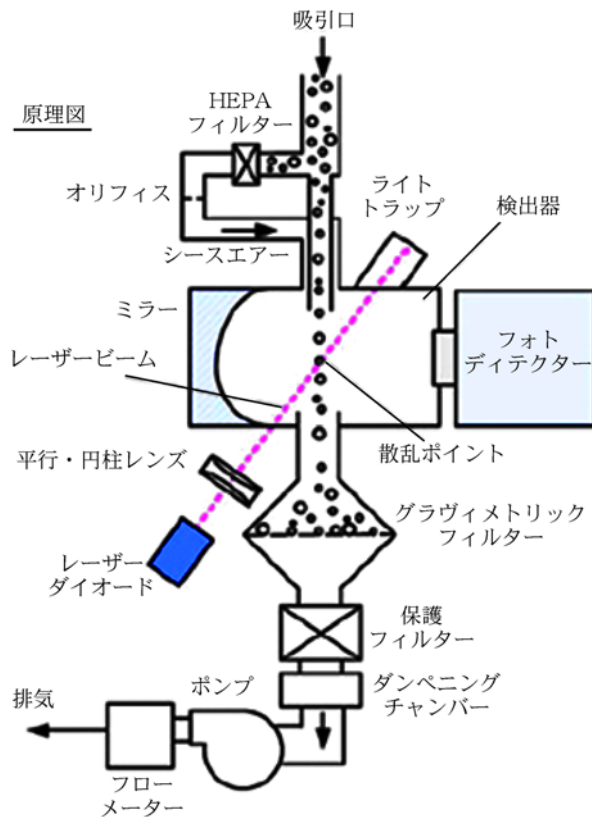 吸引口
原理図
HEPA
フィルター
オリフィス
シースエアー
ライト
トラップ
検出器
ミラー
フォト
ディテクター
レーザービーム
散乱ポイント
平行・円柱レンズ
グラヴィメトリック
フィルター
レーザー
ダイオード
保護
フィルター
ダンペニング
チャンバー
ポンプ
排気
フロー
メーター